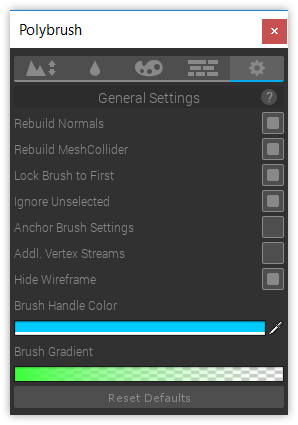 Polybrush
General Settings ?
Rebuild Normals
Rebuild MeshCollider
Lock Brush to First
Ignore Unselected
Anchor Brush Settings
Addl. Vertex Streams
Hide Wireframe
Brush Handle Color
Brush Gradient
Reset Defaults